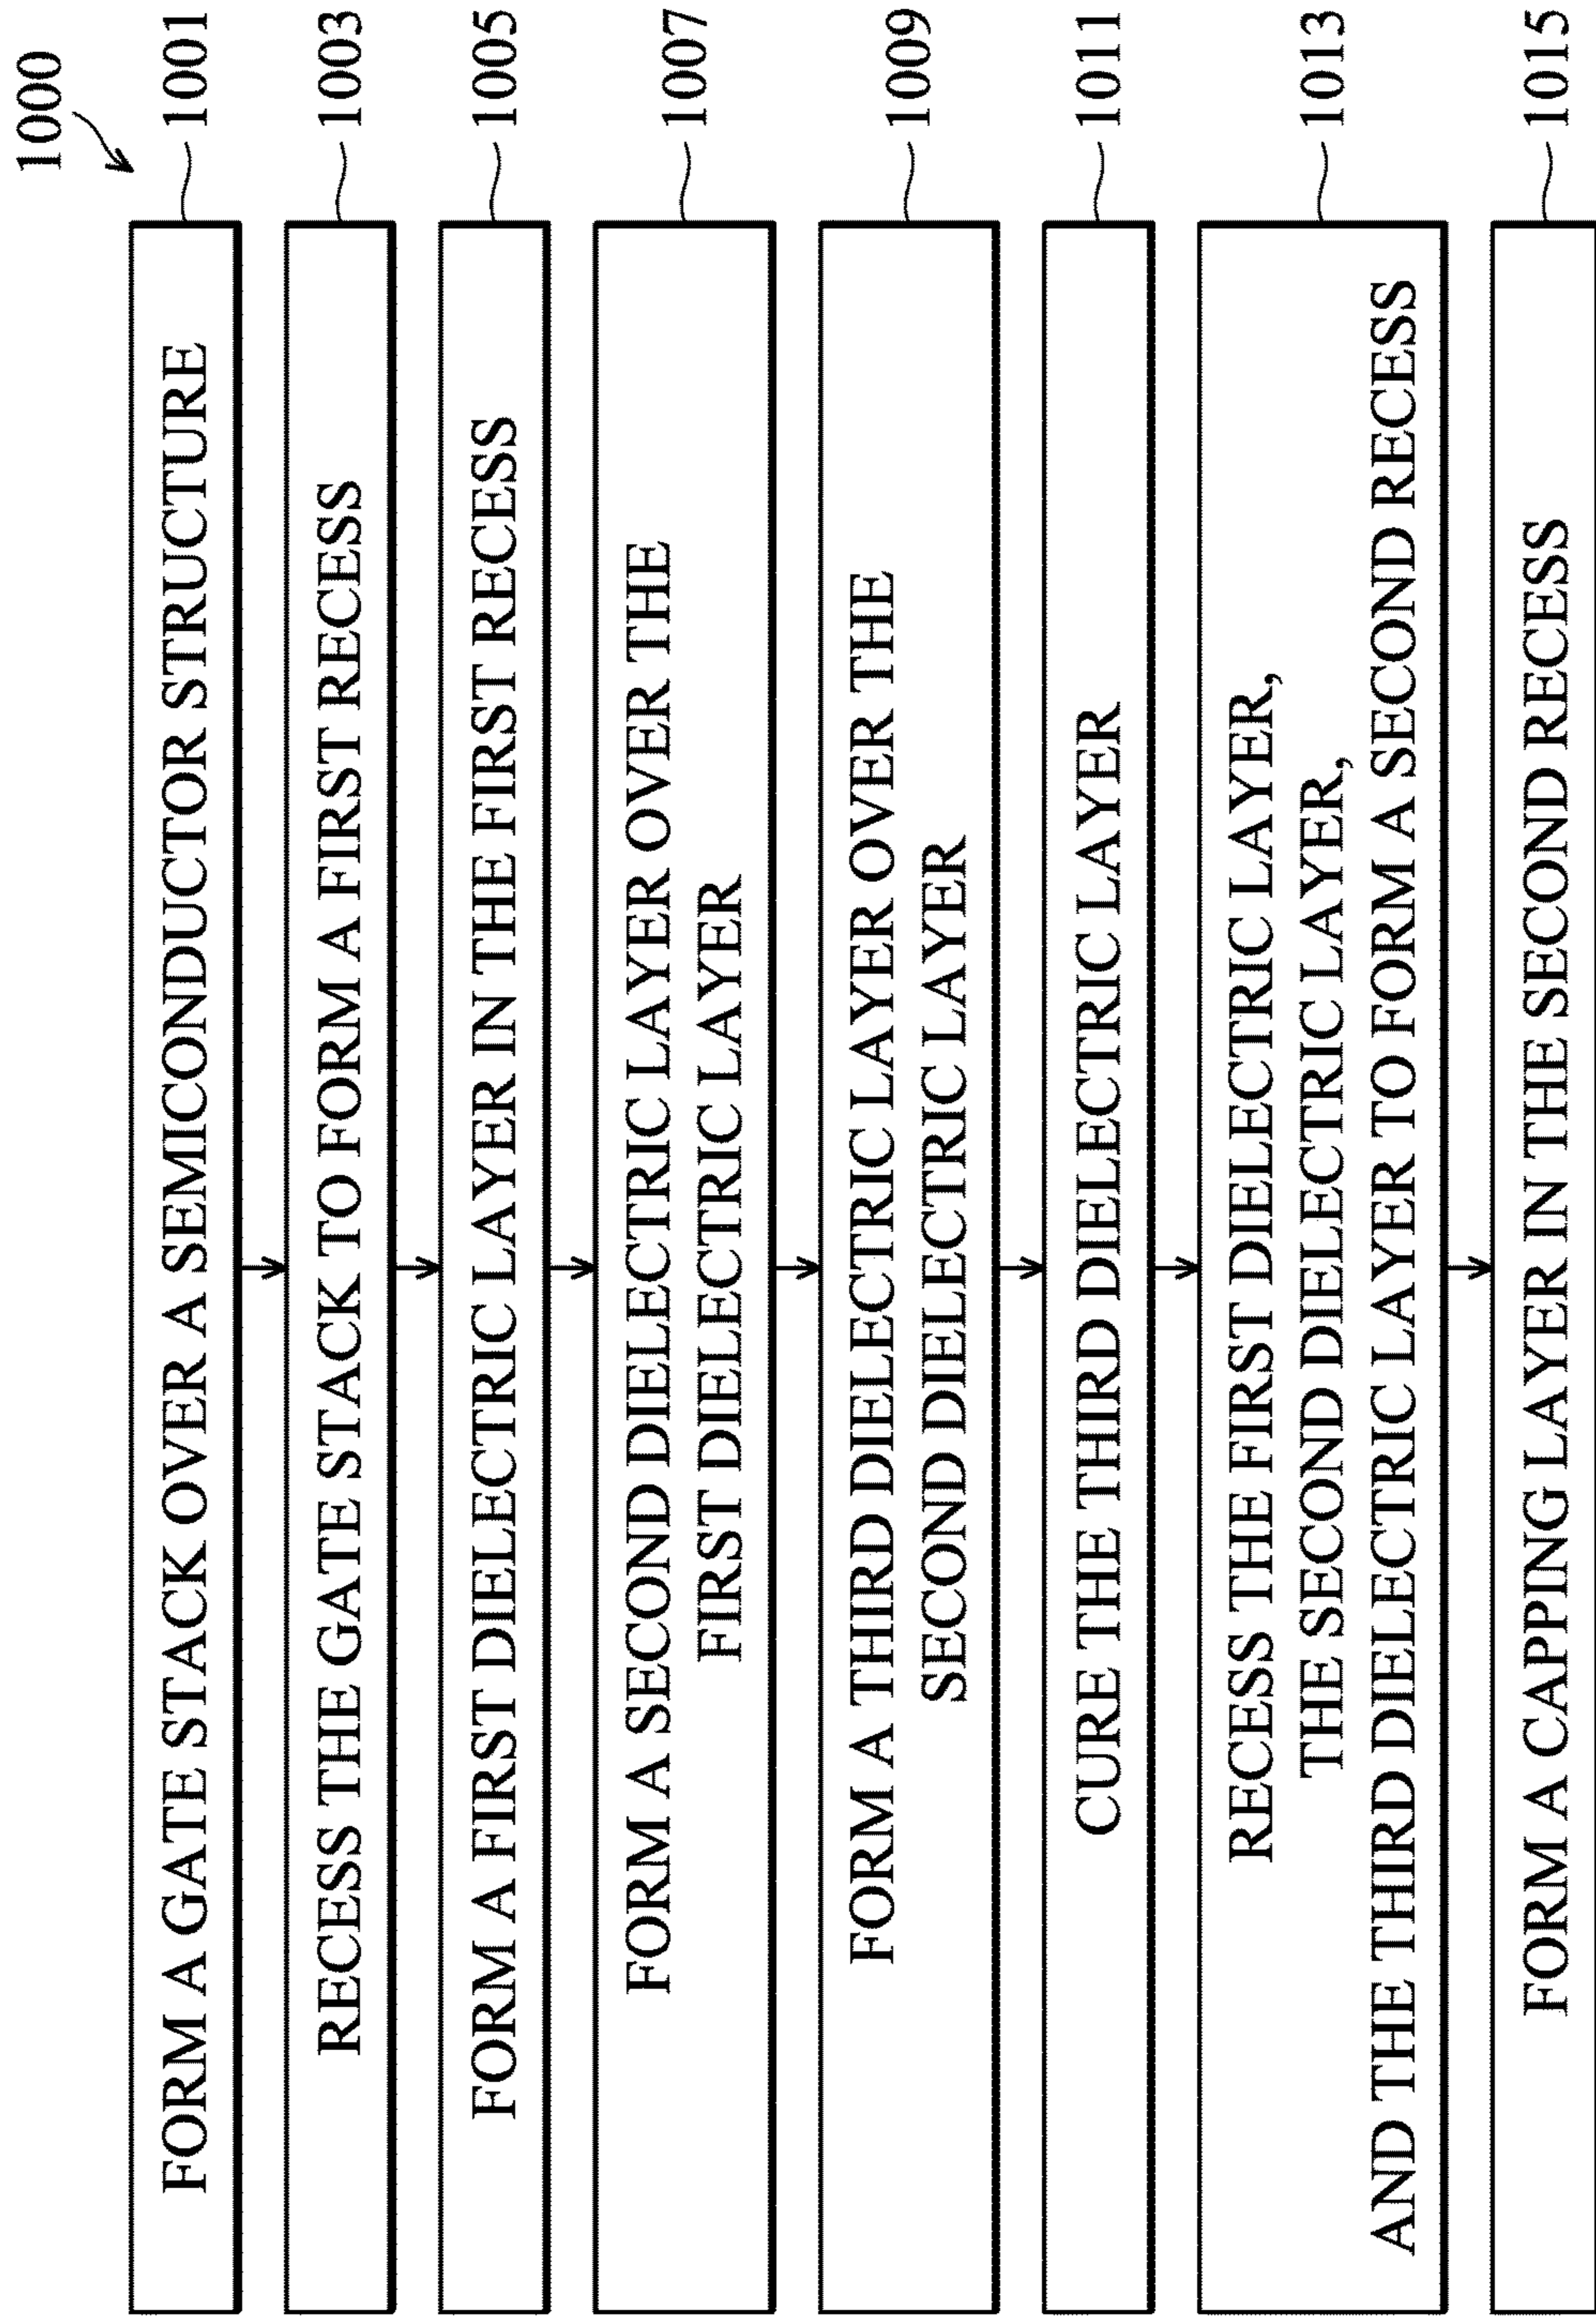 1000
FORM A GATE STACK OVER A SEMICONDUCTOR STRUCTURE
1001
RECESS THE GATE STACK TO FORM A FIRST RECESS
1003
FORM A FIRST DIELECTRIC LAYER IN THE FIRST RECESS
1005
FORM A SECOND DIELECTRIC LAYER OVER THE
FIRST DIELECTRIC LAYER
1007
FORM A THIRD DIELECTRIC LAYER OVER THE
SECOND DIELECTRIC LAYER
1009
CURE THE THIRD DIELECTRIC LAYER
1011
RECESS THE FIRST DIELECTRIC LAYER,
THE SECOND DIELECTRIC LAYER,
AND THE THIRD DIELECTRIC LAYER TO FORM A SECOND RECESS
1013
FORM A CAPPING LAYER IN THE SECOND RECESS
1015